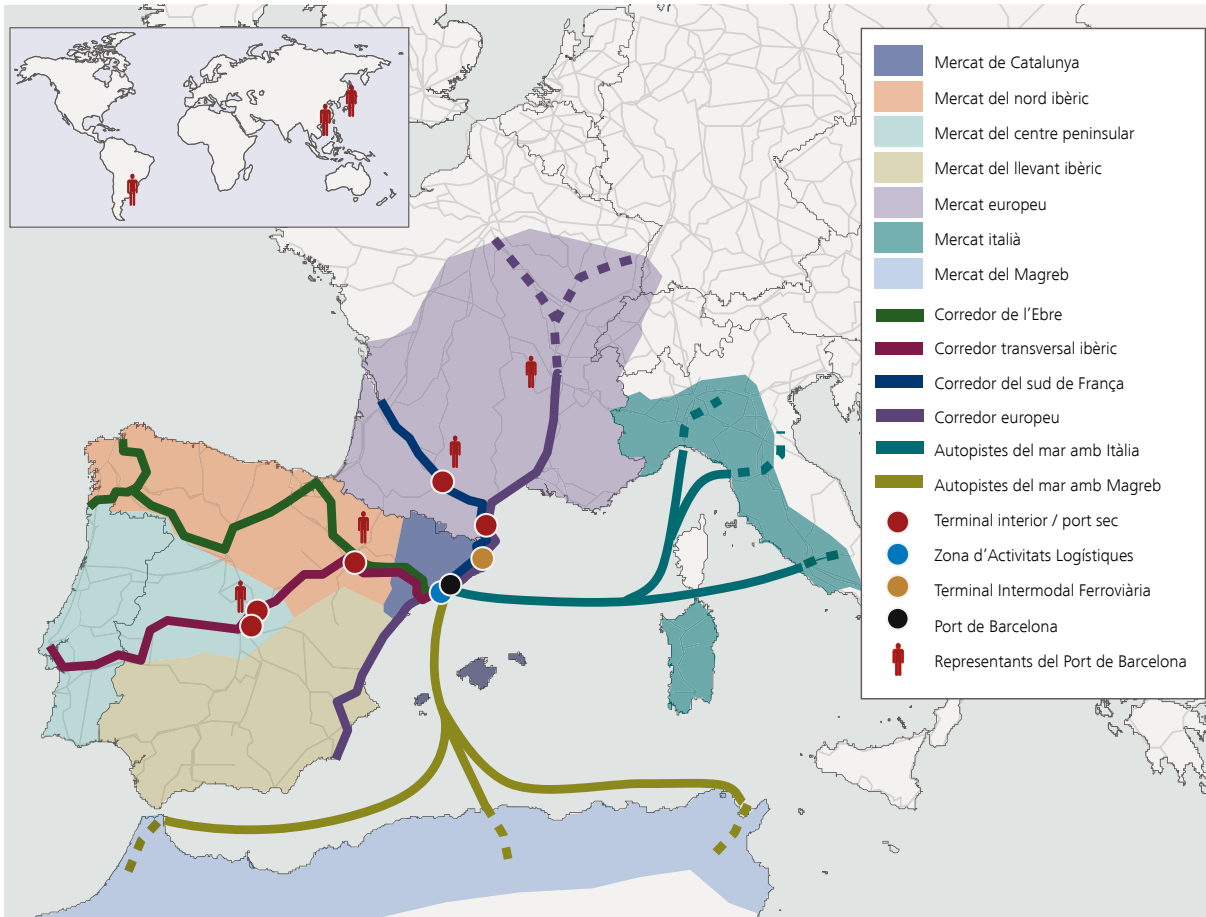 Mercat de Catalunya
Mercat del nord ibèric
Mercat del centre peninsular
Mercat del llevant ibèric
Mercat europeu
Mercat italià
Mercat del Magreb
Corredor de l’Ebre
Corredor transversal ibèric
Corredor del sud de França
Corredor europeu
Autopistes del mar amb Itàlia
Autopistes del mar amb Magreb
Terminal interior / port sec
Zona d’Activitats Logístiques
Terminal Intermodal Ferroviària
Port de Barcelona
Representants del Port de Barcelona